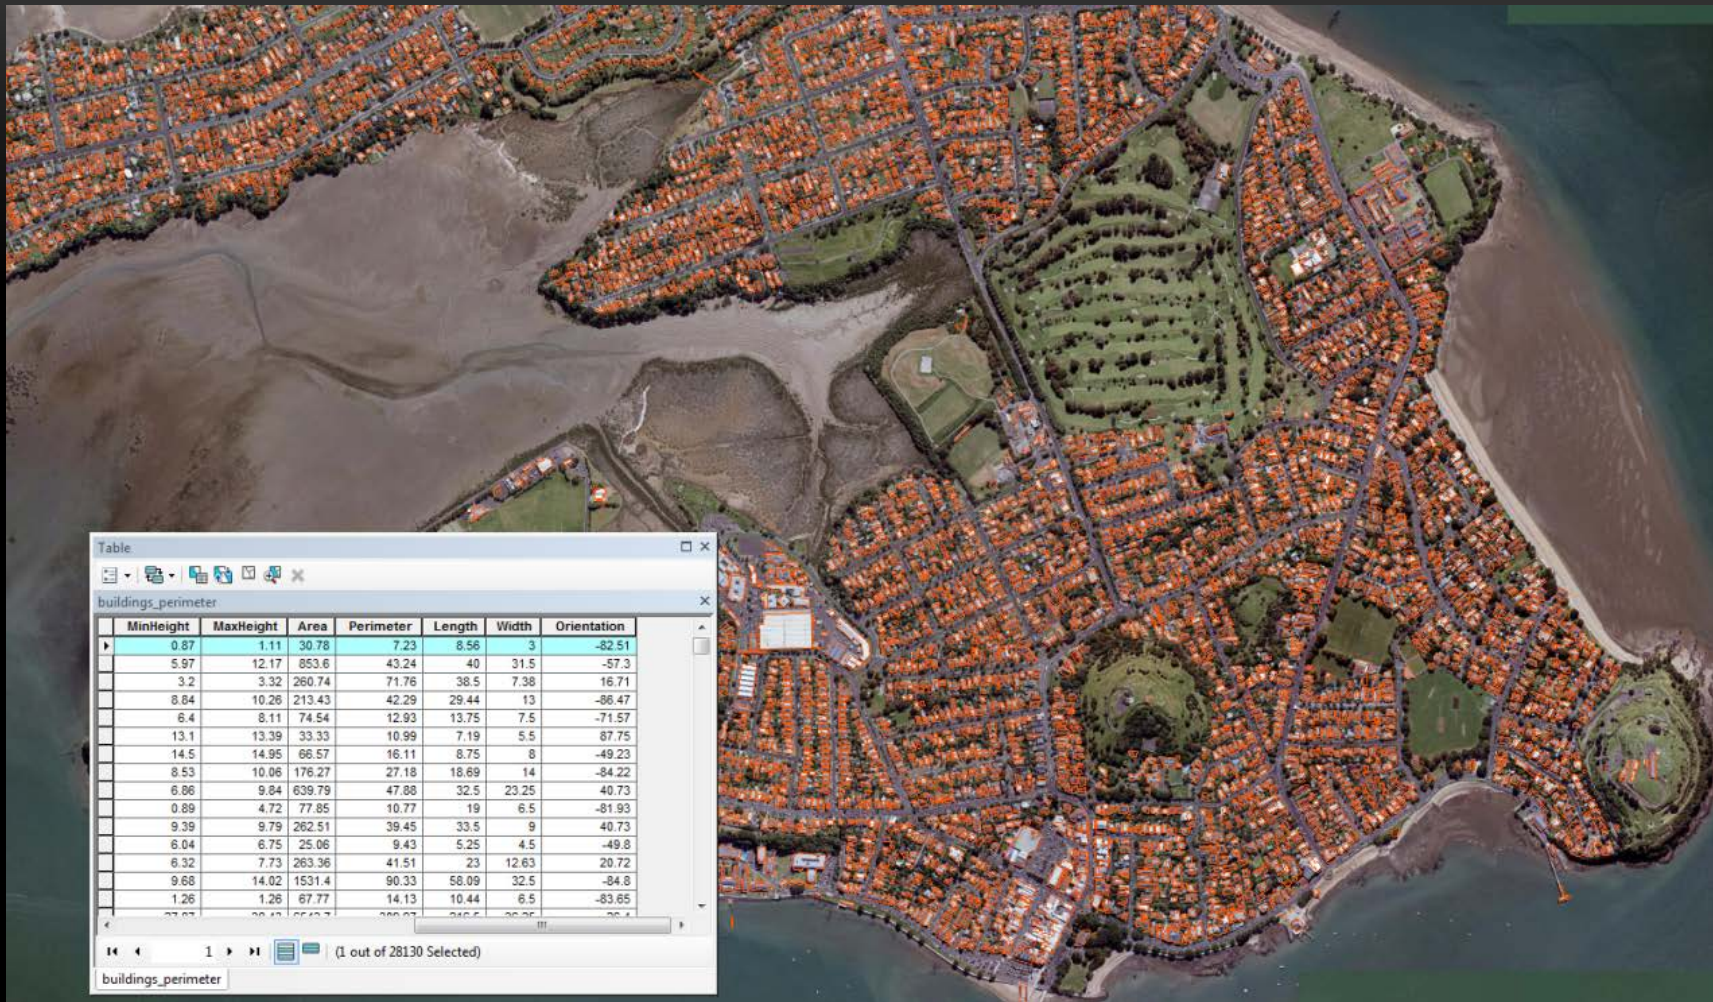 Table
buildings_perimeter
MinHeight MaxHeight Area Perimeter Length Width Orientation
0.87 1.11 30.78 7.23 8.56 3 -82.51
5.97 12.17 853.6 43.24 40 31.5 -57.3
3.2 3.32 260.74 71.76 38.5 7.38 16.71
8.84 10.26 213.43 42.29 29.44 13 -86.47
6.4 8.11 74.54 12.93 13.75 7.5 -71.57
13.1 13.39 33.33 10.99 7.19 5.5 87.75
14.5 14.95 66.57 16.11 8.75 8 -49.23
8.53 10.06 176.27 27.18 18.69 14 -84.22
6.86 9.84 639.79 47.88 32.5 23.25 40.73
0.89 4.72 77.85 10.77 19 6.5 -81.93
9.39 9.79 262.51 39.45 33.5 9 40.73
6.04 6.75 25.06 9.43 5.25 4.5 -49.8
6.32 7.73 263.36 41.51 23 12.63 20.72
9.68 14.02 1531.4 90.33 58.09 32.5 -84.8
1.26 1.26 67.77 14.13 10.44 6.5 -83.65
1 (1 out of 28130 Selected)
buildings_perimeter